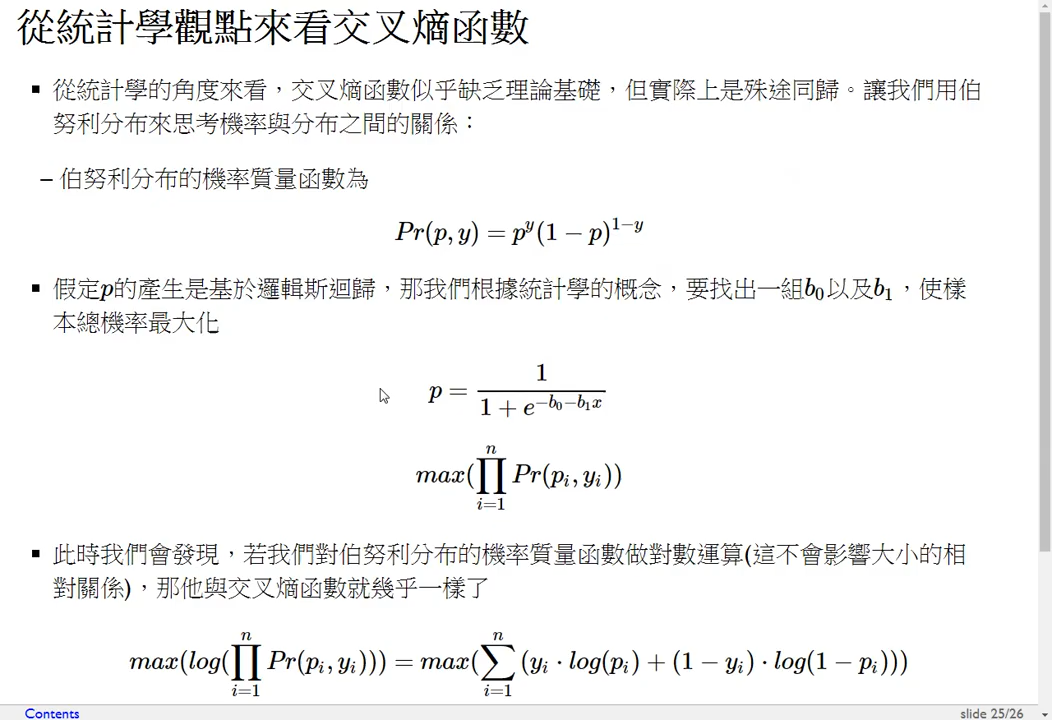 從統計學觀點來看交叉熵函數
▪ 從統計學的角度來看，交叉熵函數似乎缺乏理論基礎，但實際上是殊途同歸。讓我們用伯
努利分布來思考機率與分布之間的關係：
– 伯努利分布的機率質量函數為
Pr(p, y) = p^y(1 − p)^{1−y}
▪ 假定p的產生是基於邏輯斯迴歸，那我們根據統計學的概念，要找出一組b₀以及b₁，使樣
本總機率最大化
p = \frac{1}{1 + e^{−b₀−b₁x}}
max(\prod_{i=1}^{n} Pr(p_i, y_i))
▪ 此時我們會發現，若我們對伯努利分布的機率質量函數做對數運算(這不會影響大小的相
對關係)，那他與交叉熵函數就幾乎一樣了
max(log(\prod_{i=1}^{n} Pr(p_i, y_i))) = max(\sum_{i=1}^{n} (y_i · log(p_i) + (1 − y_i) · log(1 − p_i)))
Contents slide 25/26